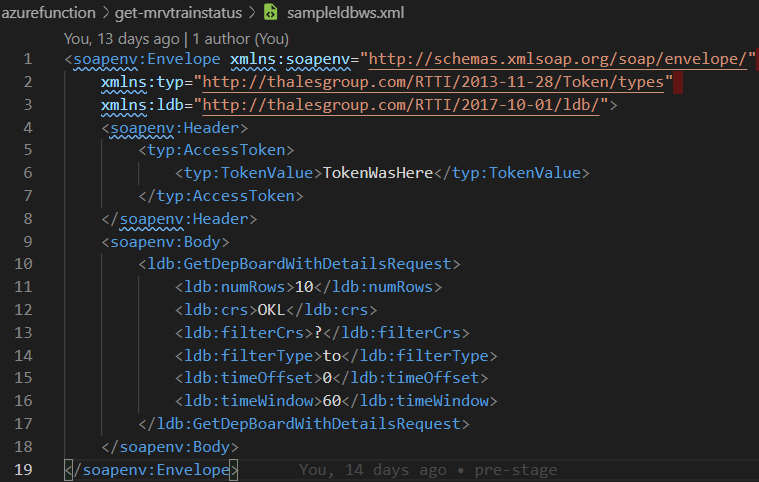 azurefunction > get-mrvtrainstatus > sampleldbws.xml
You, 13 days ago | 1 author (You)
1 <soapenv:Envelope xmlns:soapenv="http://schemas.xmlsoap.org/soap/envelope/"
2 xmlns:typ="http://thalesgroup.com/RTTI/2013-11-28/Token/types"
3 xmlns:ldb="http://thalesgroup.com/RTTI/2017-10-01/ldb/">
4 <soapenv:Header>
5 <typ:AccessToken>
6 <typ:TokenValue>TokenWasHere</typ:TokenValue>
7 </typ:AccessToken>
8 </soapenv:Header>
9 <soapenv:Body>
10 <ldb:GetDepBoardWithDetailsRequest>
11 <ldb:numRows>10</ldb:numRows>
12 <ldb:crs>OKL</ldb:crs>
13 <ldb:filterCrs>?</ldb:filterCrs>
14 <ldb:filterType>to</ldb:filterType>
15 <ldb:timeOffset>0</ldb:timeOffset>
16 <ldb:timeWindow>60</ldb:timeWindow>
17 </ldb:GetDepBoardWithDetailsRequest>
18 </soapenv:Body>
19 </soapenv:Envelope> You, 14 days ago • pre-stage